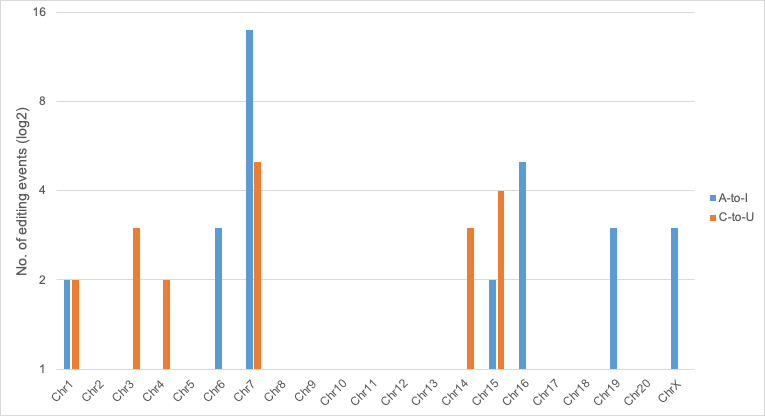 16
8
4
2
1
No. of editing events (log2)
Chr1
Chr2
Chr3
Chr4
Chr5
Chr6
Chr7
Chr8
Chr9
Chr10
Chr11
Chr12
Chr13
Chr14
Chr15
Chr16
Chr17
Chr18
Chr19
Chr20
ChrX
A-to-I
C-to-U